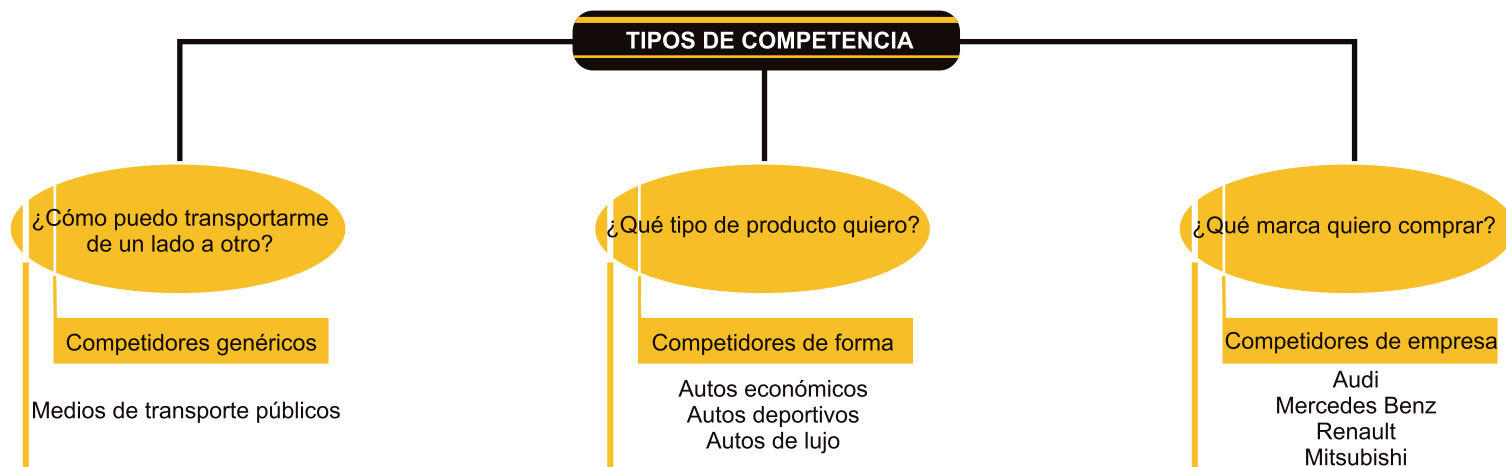 TIPOS DE COMPETENCIA
¿Cómo puedo transportarme
de un lado a otro?
Competidores genéricos
Medios de transporte públicos
¿Qué tipo de producto quiero?
Competidores de forma
Autos económicos
Autos deportivos
Autos de lujo
¿Qué marca quiero comprar?
Competidores de empresa
Audi
Mercedes Benz
Renault
Mitsibushi